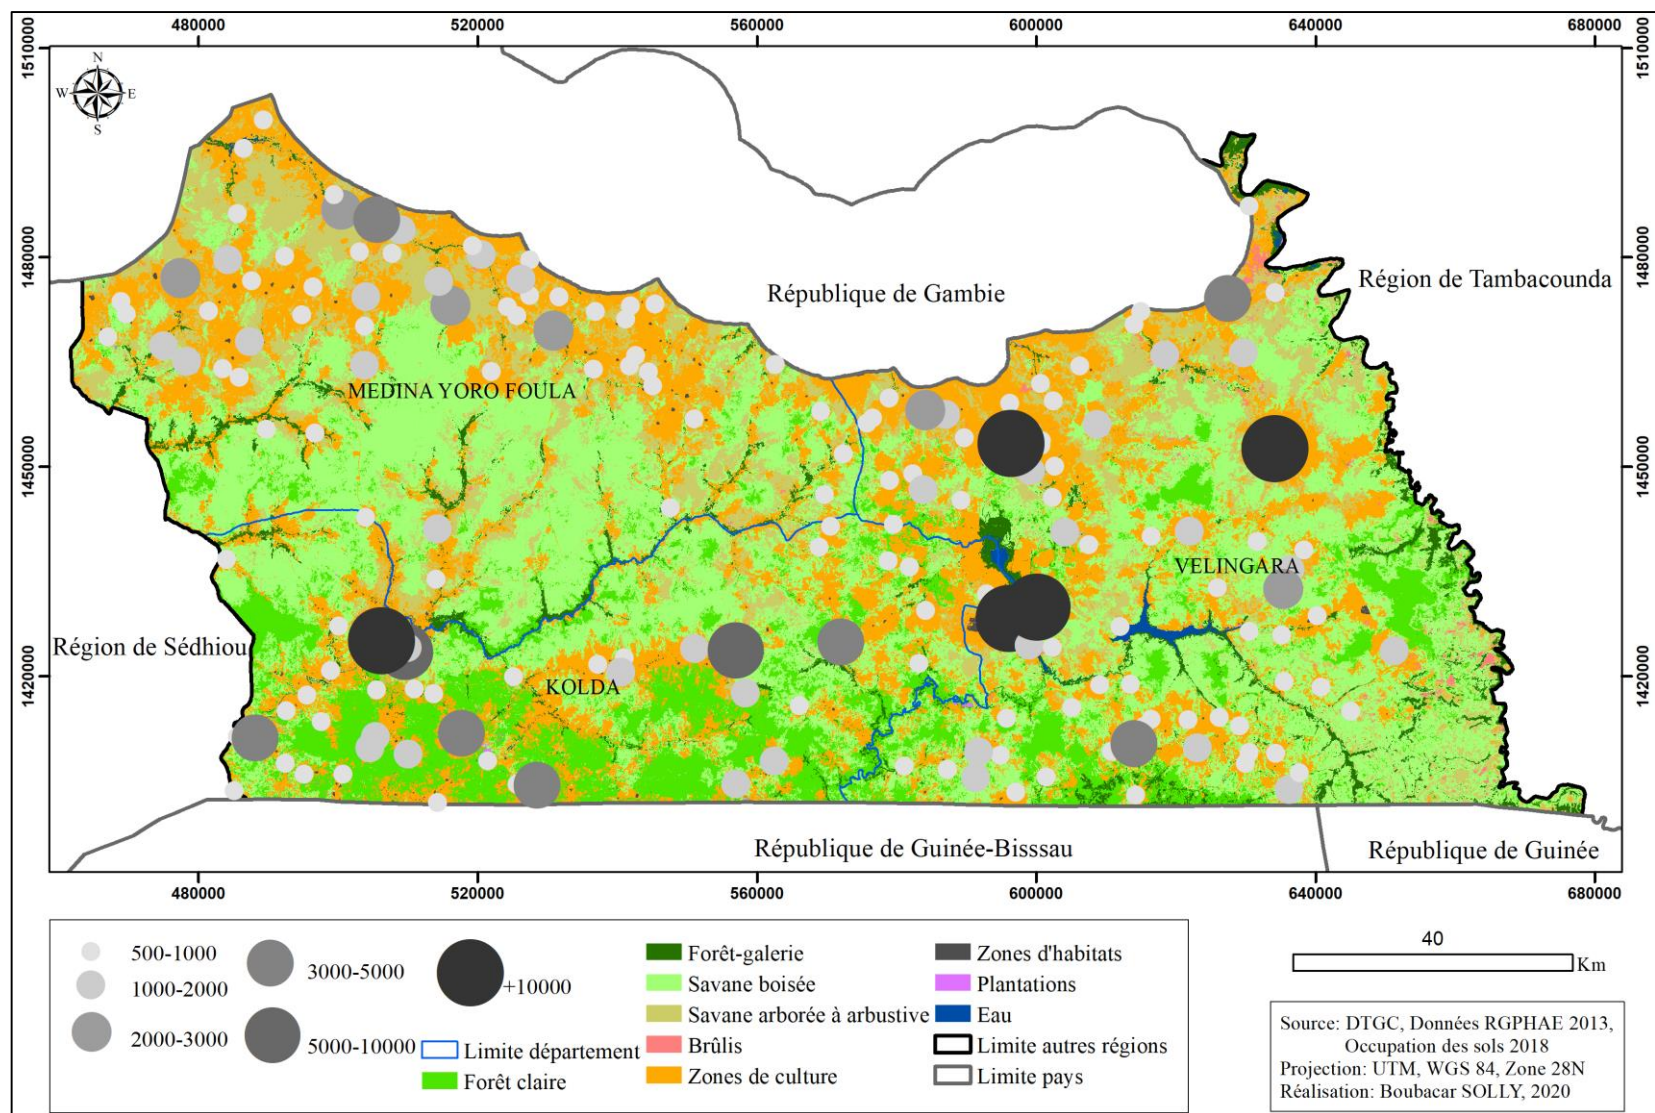 480000
520000
560000
600000
640000
680000
1510000
1510000
N
W
E
S
1480000
1480000
Région de Tambacounda
République de Gambie
MEDINA YORO FOULA
1450000
1450000
VELINGARA
Région de Sédhiou
KOLDA
1420000
1420000
République de Guinée-Bisssau
République de Guinée
480000
520000
560000
600000
640000
680000
500-1000
1000-2000
2000-3000
3000-5000
5000-10000
+10000
Limite département
Forêt claire
Forêt-galerie
Savane boisée
Savane arborée à arbustive
Brûlis
Zones de culture
Zones d'habitats
Plantations
Eau
Limite autres régions
Limite pays
40
Km
Source: DTGC, Données RGPHAE 2013,
Occupation des sols 2018
Projection: UTM, WGS 84, Zone 28N
Réalisation: Boubacar SOLLY, 2020